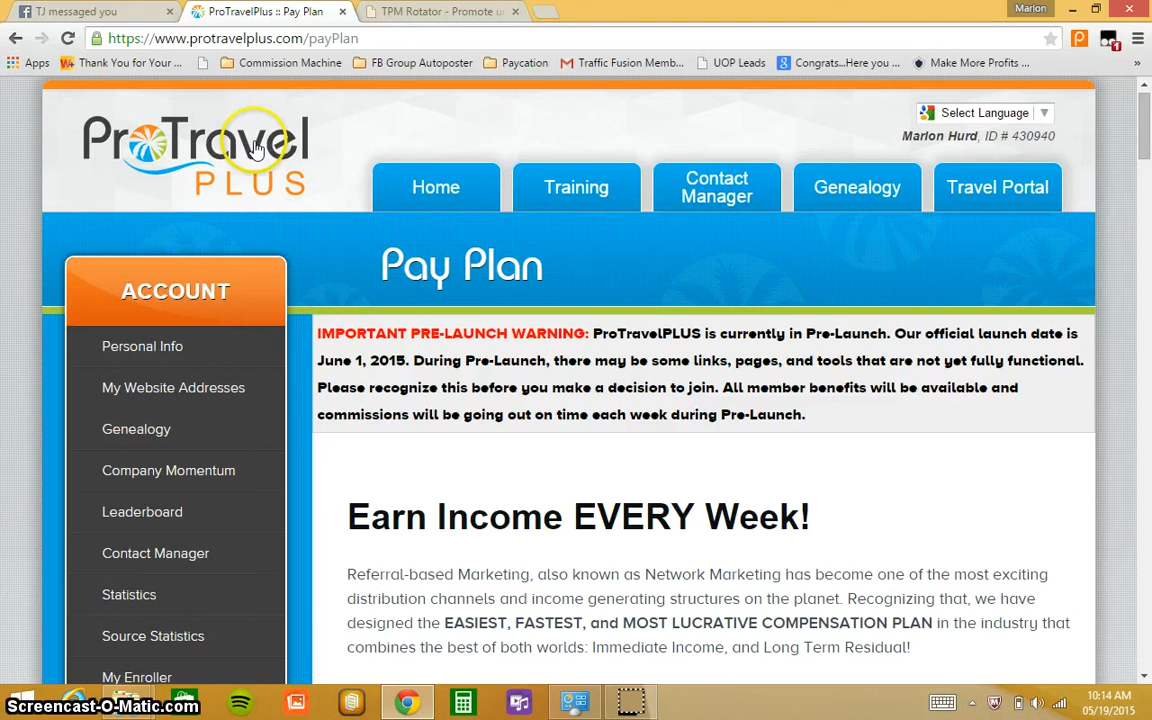 TJ messaged you
ProTravelPlus :: Pay Plan
TPM Rotator - Promote u
Marlon
https://www.protravelplus.com/payPlan
Apps
Thank You for Your ...
Commission Machine
FB Group Autoposter
Paycation
Traffic Fusion Memb...
UOP Leads
Congrats...Here you ...
Make More Profits ...
»
ProTravel
PLUS
Select Language ▼
Marlon Hurd, ID # 430940
Home
Training
Contact
Manager
Genealogy
Travel Portal
Pay Plan
ACCOUNT
Personal Info
My Website Addresses
Genealogy
Company Momentum
Leaderboard
Contact Manager
Statistics
Source Statistics
My Enroller
IMPORTANT PRE-LAUNCH WARNING: ProTravelPLUS is currently in Pre-Launch. Our official launch date is
June 1, 2015. During Pre-Launch, there may be some links, pages, and tools that are not yet fully functional.
Please recognize this before you make a decision to join. All member benefits will be available and
commissions will be going out on time each week during Pre-Launch.
Earn Income EVERY Week!
Referral-based Marketing, also known as Network Marketing has become one of the most exciting
distribution channels and income generating structures on the planet. Recognizing that, we have
designed the EASIEST, FASTEST, and MOST LUCRATIVE COMPENSATION PLAN in the industry that
combines the best of both worlds: Immediate Income, and Long Term Residual!
Screencast-O-Matic.com
10:14 AM
05/19/2015